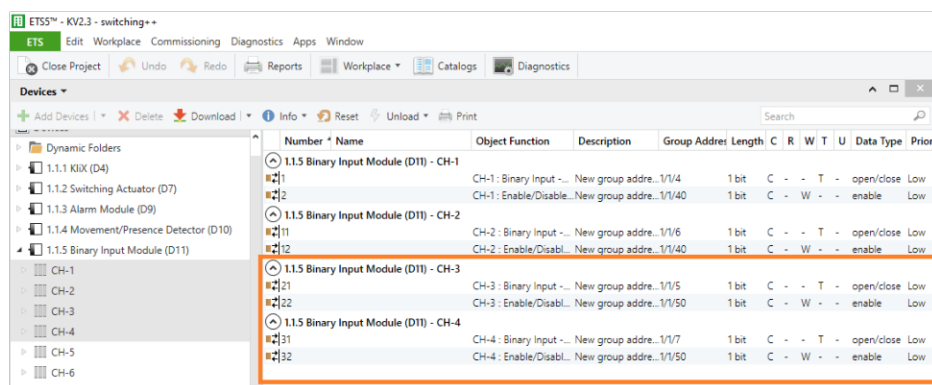 ETS5™ - KV2.3 - switching++
ETS Edit Workplace Commissioning Diagnostics Apps Window
Close Project Undo Redo Reports Workplace Catalogs Diagnostics
Devices
Add Devices Delete Download Info Reset Unload Print Search
Number Name Object Function Description Group Addres Length C R W T U Data Type Prior
Dynamic Folders
1.1.1 KliX (D4)
1.1.2 Switching Actuator (D7)
1.1.3 Alarm Module (D9)
1.1.4 Movement/Presence Detector (D10)
1.1.5 Binary Input Module (D11)
CH-1
CH-2
CH-3
CH-4
CH-5
CH-6
1.1.5 Binary Input Module (D11) - CH-1
1 CH-1 : Binary Input -... New group addre... 1/1/4 1 bit C - - T - open/close Low
2 CH-1 : Enable/Disable... New group addre... 1/1/40 1 bit C - W - - enable Low
1.1.5 Binary Input Module (D11) - CH-2
11 CH-2 : Binary Input -... New group addre... 1/1/6 1 bit C - - T - open/close Low
12 CH-2 : Enable/Disabl... New group addre... 1/1/40 1 bit C - W - - enable Low
1.1.5 Binary Input Module (D11) - CH-3
21 CH-3 : Binary Input -... New group addre... 1/1/5 1 bit C - - T - open/close Low
22 CH-3 : Enable/Disabl... New group addre... 1/1/50 1 bit C - W - - enable Low
1.1.5 Binary Input Module (D11) - CH-4
31 CH-4 : Binary Input -... New group addre... 1/1/7 1 bit C - - T - open/close Low
32 CH-4 : Enable/Disabl... New group addre... 1/1/50 1 bit C - W - - enable Low